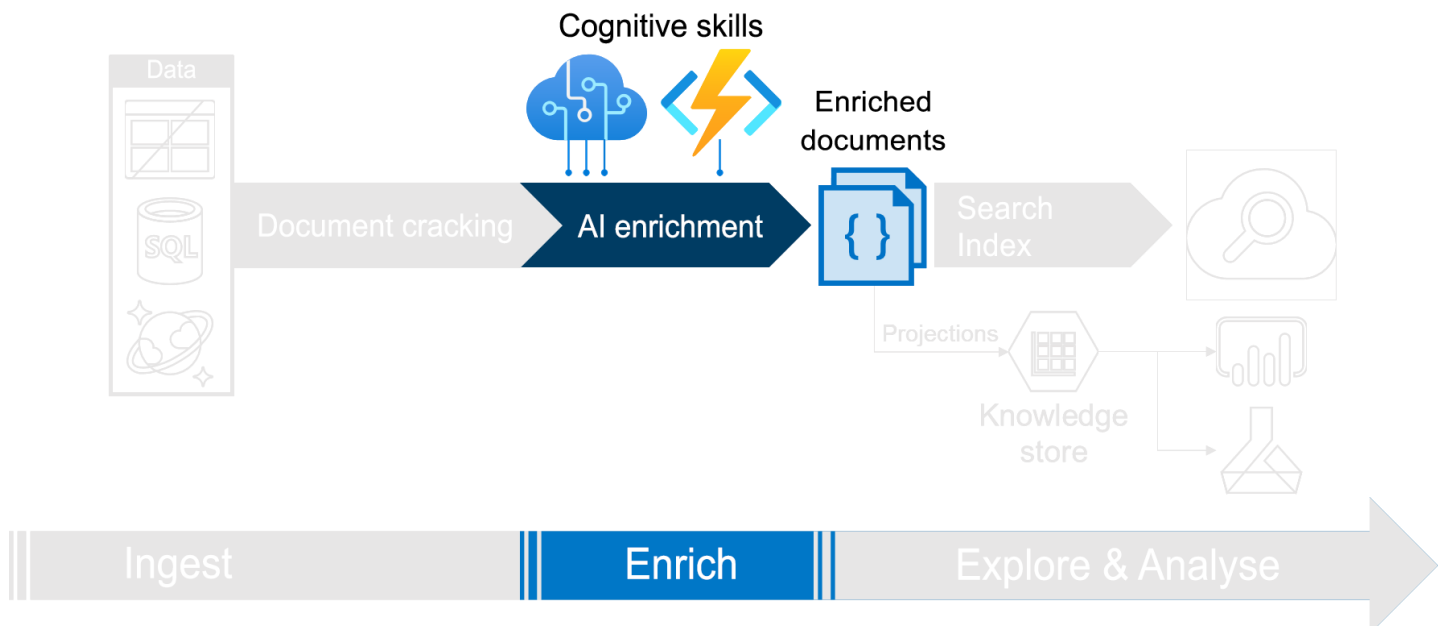 Cognitive skills
Data
Enriched
documents
SQL
Document cracking
AI enrichment
{ }
Search
Index
Projections
Knowledge
store
Ingest
Enrich
Explore & Analyse